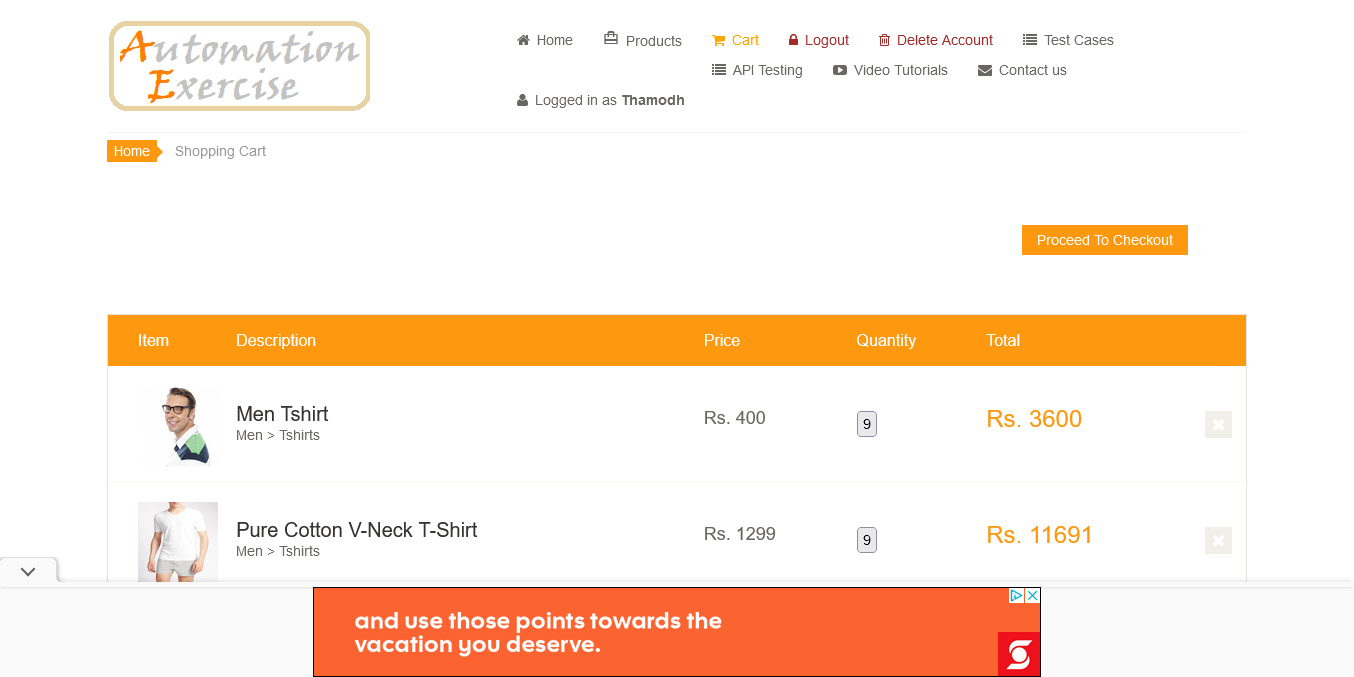 Automation
Exercise
Home Products Cart Logout Delete Account Test Cases
API Testing Video Tutorials Contact us
Logged in as Thamodh
Home Shopping Cart
Proceed To Checkout
Item Description Price Quantity Total
Men Tshirt Rs. 400 9 Rs. 3600
Men > Tshirts
Pure Cotton V-Neck T-Shirt Rs. 1299 9 Rs. 11691
Men > Tshirts
and use those points towards the
vacation you deserve.